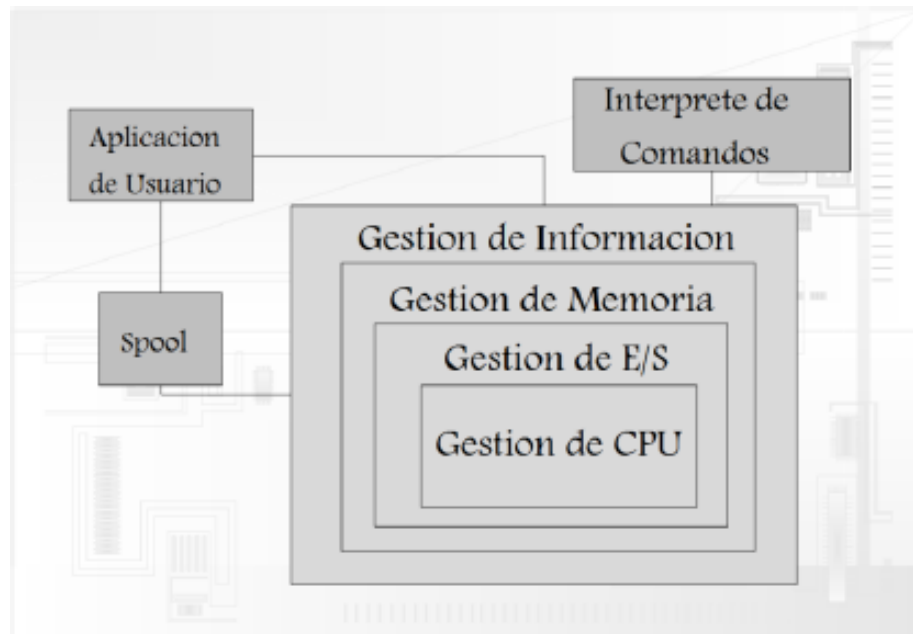 Aplicacion
de Usuario
Interprete de
Comandos
Gestion de Informacion
Gestion de Memoria
Spool
Gestion de E/S
Gestion de CPU